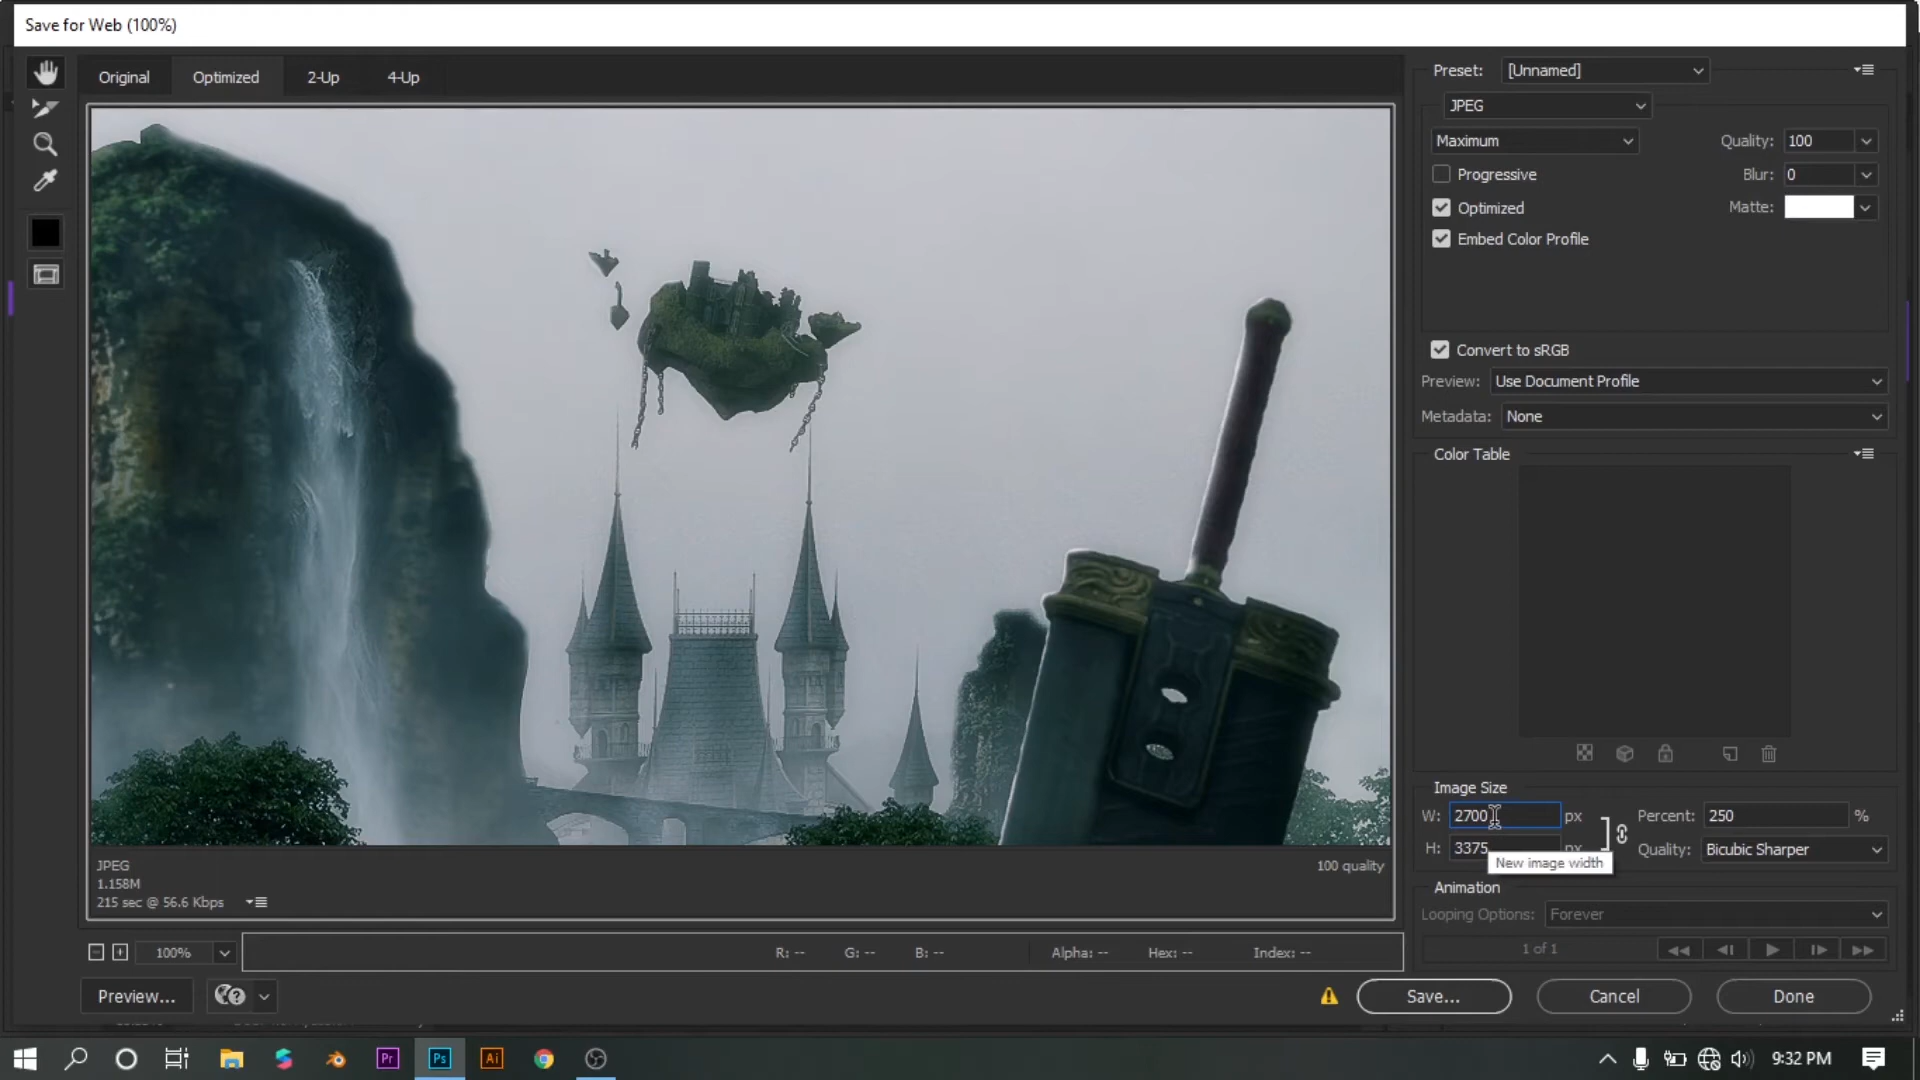 Save for Web (100%)
Original
Optimized
2-Up
4-Up
Preset: [Unnamed]
JPEG
Maximum
Quality: 100
Progressive
Blur: 0
Optimized
Matte:
Embed Color Profile
Convert to sRGB
Preview: Use Document Profile
Metadata: None
Color Table
Image Size
W: 2700 px
Percent: 250 %
H: 3375 px
Quality: Bicubic Sharper
New image width
JPEG
1.158M
215 sec @ 56.6 Kbps
100 quality
Animation
Looping Options: Forever
1 of 1
100%
R: --
G: --
B: --
Alpha: --
Hex: --
Index: --
Preview...
Save...
Cancel
Done
Pr
Ps
Ai
9:32 PM